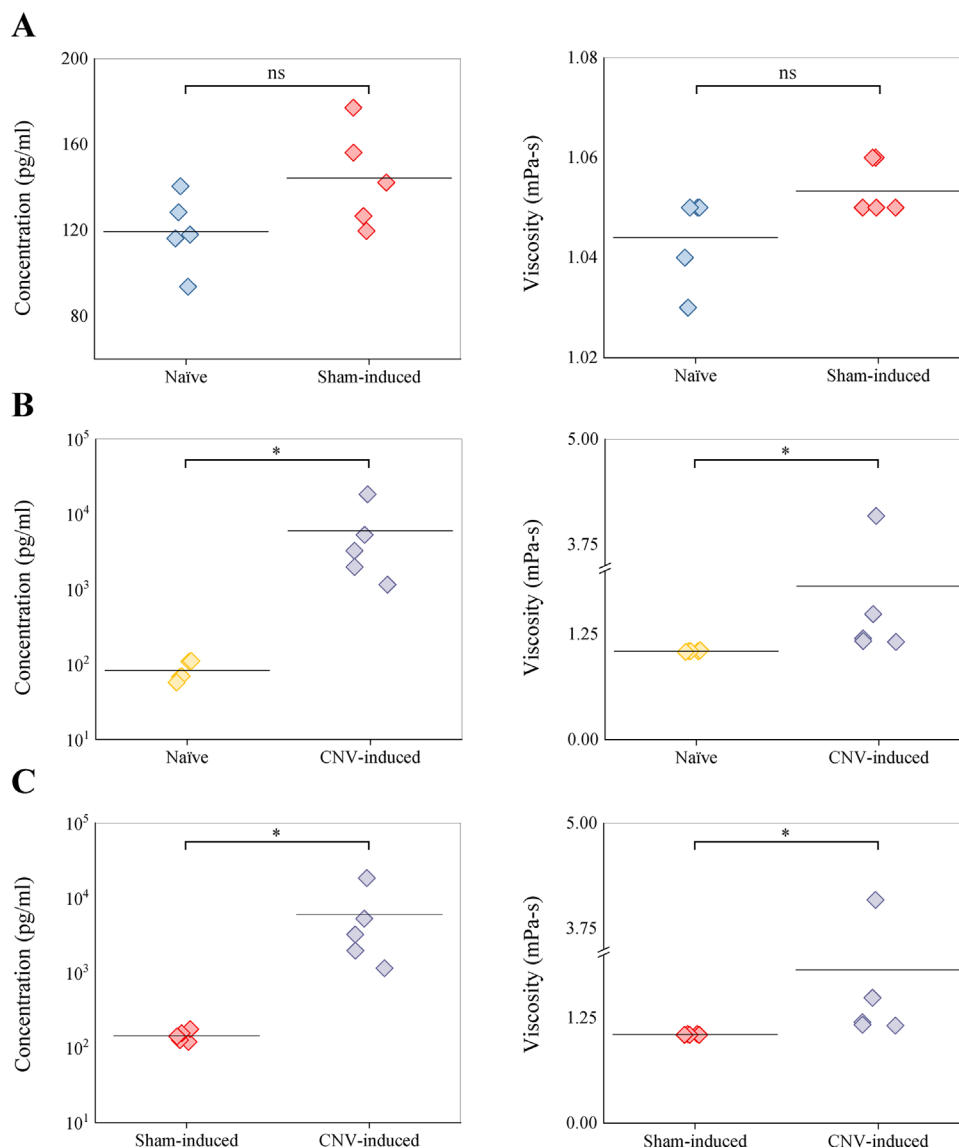 A
Concentration (pg/ml)
200
160
120
80
ns
Naïve
Sham-induced
Viscosity (mPa-s)
1.08
1.06
1.04
1.02
ns
Naïve
Sham-induced
B
Concentration (pg/ml)
10⁵
10⁴
10³
10²
10¹
*
Naïve
CNV-induced
Viscosity (mPa-s)
5.00
3.75
1.25
0.00
*
Naïve
CNV-induced
C
Concentration (pg/ml)
10⁵
10⁴
10³
10²
10¹
*
Sham-induced
CNV-induced
Viscosity (mPa-s)
5.00
3.75
1.25
0.00
*
Sham-induced
CNV-induced